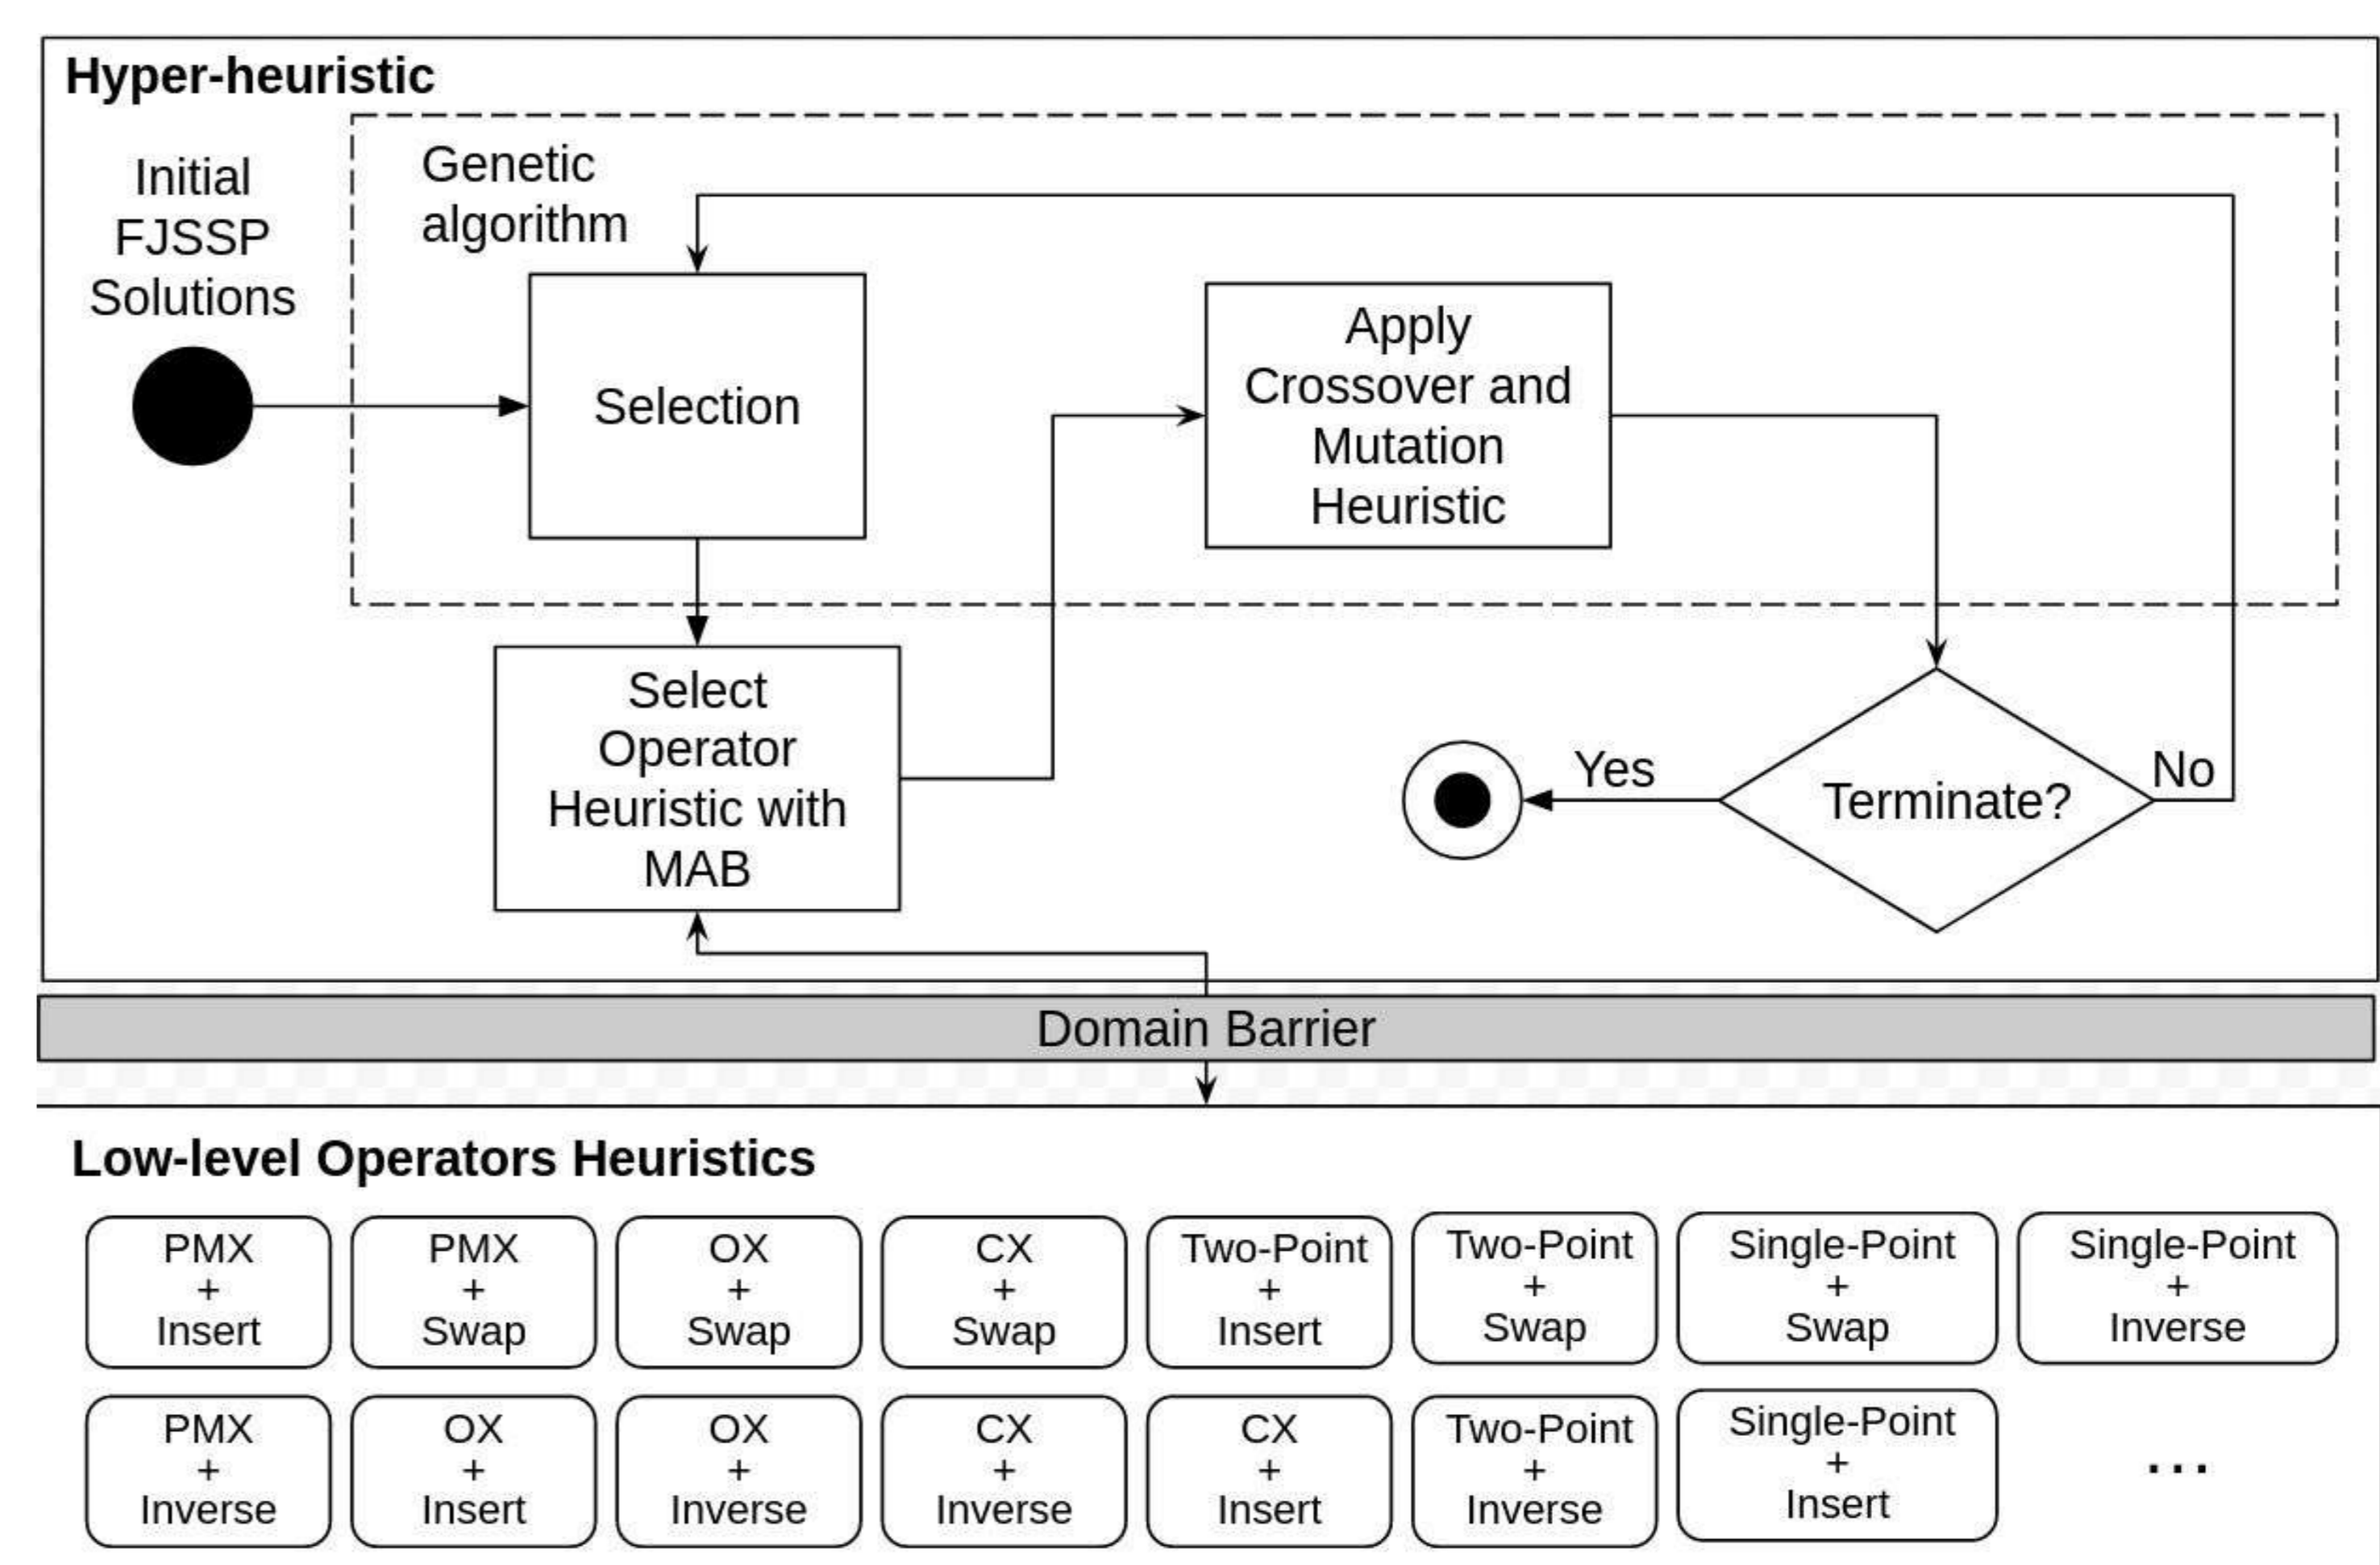 Hyper-heuristic
Initial
FJSSP
Solutions
Genetic
algorithm
Selection
Apply
Crossover and
Mutation
Heuristic
Select
Operator
Heuristic with
MAB
Yes
Terminate?
No
Domain Barrier
Low-level Operators Heuristics
PMX
+
Insert
PMX
+
Swap
OX
+
Swap
CX
+
Swap
Two-Point
+
Insert
Two-Point
+
Swap
Single-Point
+
Swap
Single-Point
+
Inverse
PMX
+
Inverse
OX
+
Insert
OX
+
Inverse
CX
+
Inverse
CX
+
Insert
Two-Point
+
Inverse
Single-Point
+
Insert
...